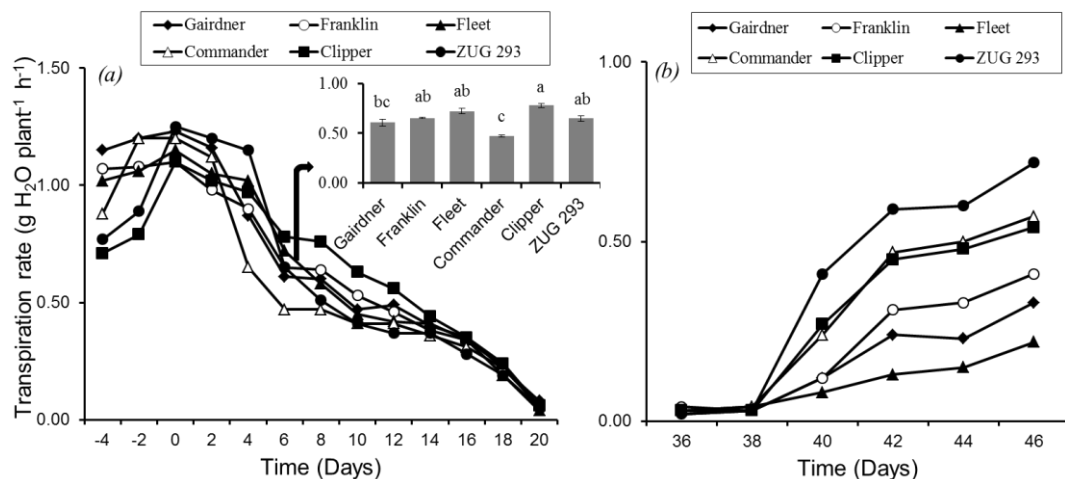 Gairdner Franklin Fleet
Commander Clipper ZUG 293
(a)
Transpiration rate (g H₂O plant⁻¹ h⁻¹)
1.50
1.00
0.50
0.00
-4 -2 0 2 4 6 8 10 12 14 16 18 20
Time (Days)
1.00
0.50
0.00
bc ab ab c a ab
Gairdner
Franklin
Fleet
Commander
Clipper
ZUG 293
Gairdner Franklin Fleet
Commander Clipper ZUG 293
(b)
1.00
0.50
0.00
36 38 40 42 44 46
Time (Days)